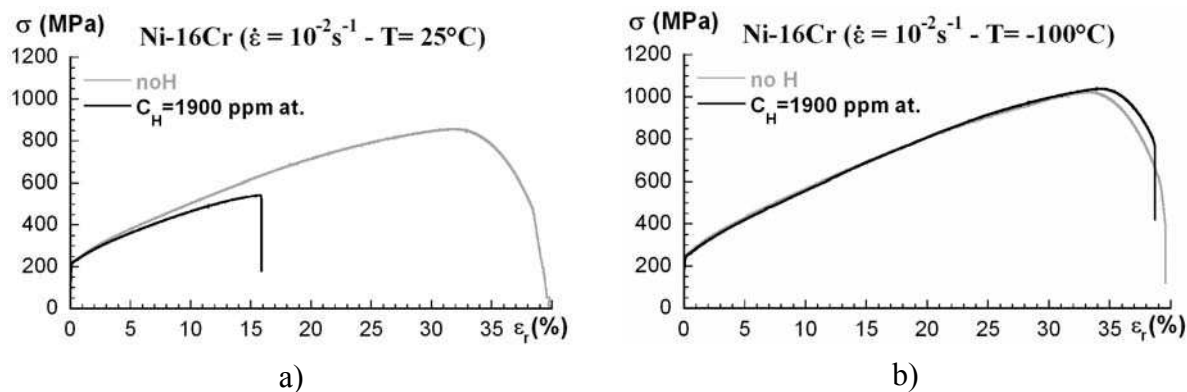 σ (MPa)
Ni-16Cr (ε̇ = 10⁻²s⁻¹ - T= 25°C)
1200
1000
800
600
400
200
0
noH
C_H=1900 ppm at.
0 5 10 15 20 25 30 35 ε_r(%)
a)
σ (MPa)
Ni-16Cr (ε̇ = 10⁻²s⁻¹ - T= -100°C)
1200
1000
800
600
400
200
0
no H
C_H=1900 ppm at.
0 5 10 15 20 25 30 35 ε_r(%)
b)